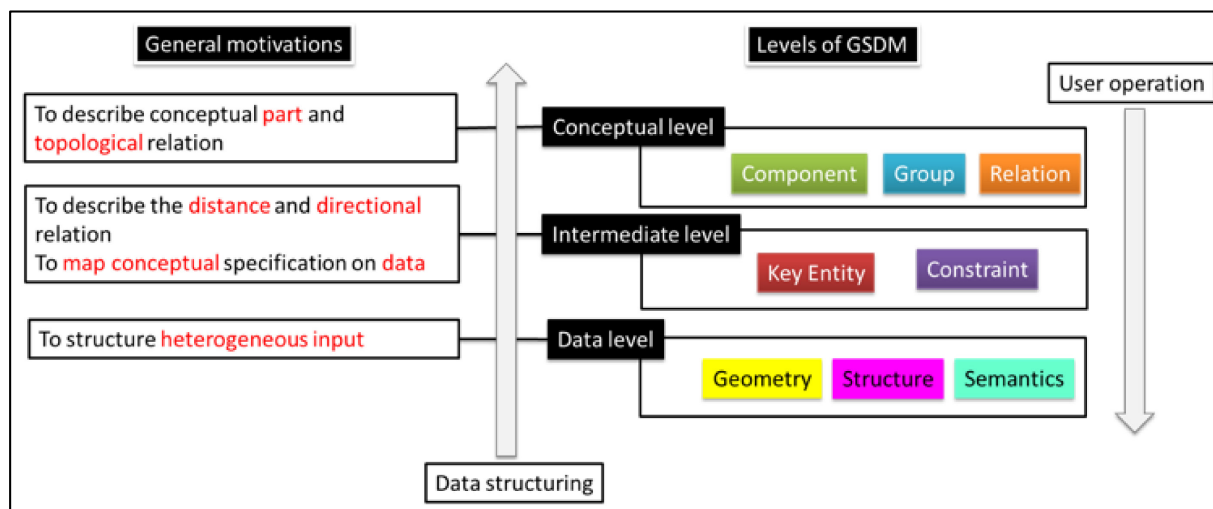 General motivations
Levels of GSDM
User operation
To describe conceptual part and
topological relation
Conceptual level
Component
Group
Relation
To describe the distance and directional
relation
To map conceptual specification on data
Intermediate level
Key Entity
Constraint
To structure heterogeneous input
Data level
Geometry
Structure
Semantics
Data structuring